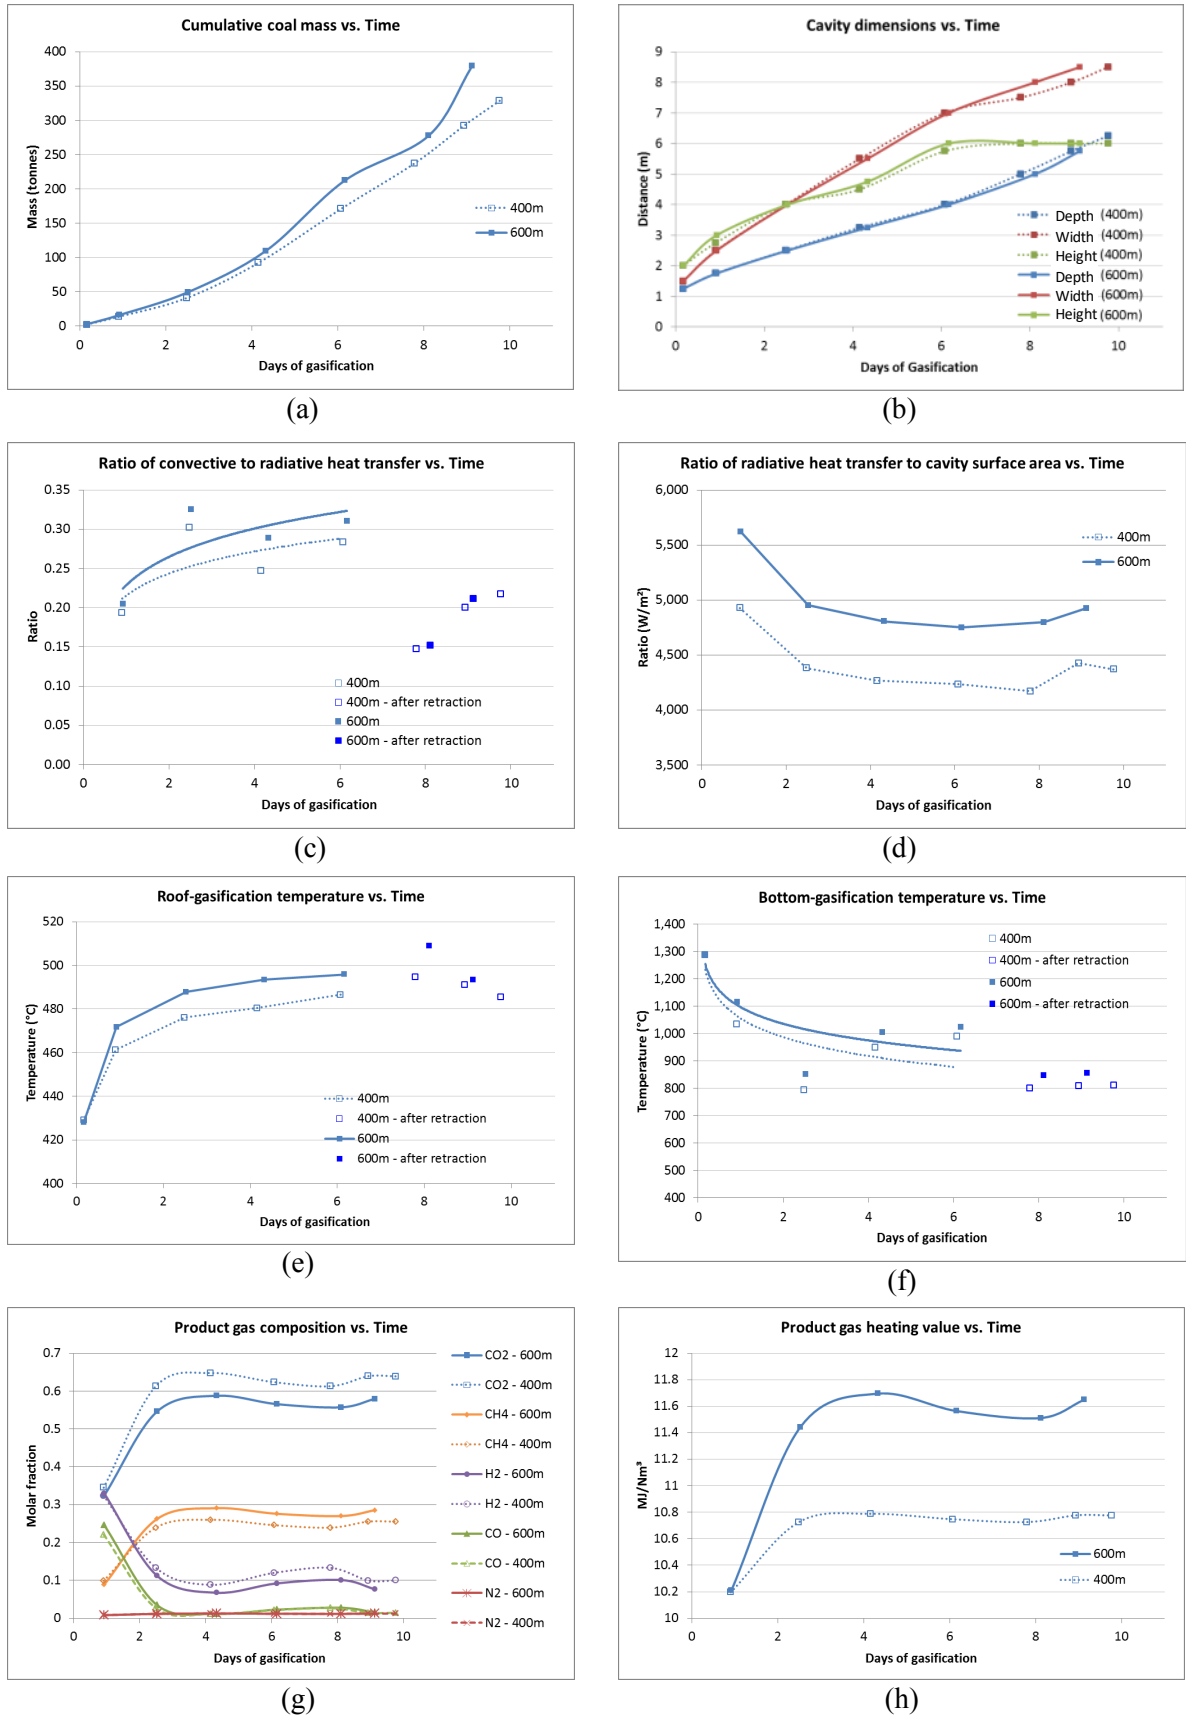 Cumulative coal mass vs. Time
Mass (tonnes)
400
350
300
250
200
150
100
50
0
0 2 4 6 8 10
Days of gasification
400m
600m
(a)
Cavity dimensions vs. Time
Distance (m)
9
8
7
6
5
4
3
2
1
0
0 2 4 6 8 10
Days of Gasification
Depth (400m)
Width (400m)
Height (400m)
Depth (600m)
Width (600m)
Height (600m)
(b)
Ratio of convective to radiative heat transfer vs. Time
Ratio
0.35
0.30
0.25
0.20
0.15
0.10
0.05
0.00
0 2 4 6 8 10
Days of gasification
400m
400m - after retraction
600m
600m - after retraction
(c)
Ratio of radiative heat transfer to cavity surface area vs. Time
Ratio (W/m²)
6,000
5,500
5,000
4,500
4,000
3,500
0 2 4 6 8 10
Days of gasification
400m
600m
(d)
Roof-gasification temperature vs. Time
Temperature (°C)
520
500
480
460
440
420
400
0 2 4 6 8 10
Days of gasification
400m
400m - after retraction
600m
600m - after retraction
(e)
Bottom-gasification temperature vs. Time
Temperature (°C)
1,400
1,300
1,200
1,100
1,000
900
800
700
600
500
400
0 2 4 6 8 10
Days of gasification
400m
400m - after retraction
600m
600m - after retraction
(f)
Product gas composition vs. Time
Molar fraction
0.7
0.6
0.5
0.4
0.3
0.2
0.1
0
0 2 4 6 8 10
Days of gasification
CO2 - 600m
CO2 - 400m
CH4 - 600m
CH4 - 400m
H2 - 600m
H2 - 400m
CO - 600m
CO - 400m
N2 - 600m
N2 - 400m
(g)
Product gas heating value vs. Time
MJ/Nm³
12
11.8
11.6
11.4
11.2
11
10.8
10.6
10.4
10.2
10
0 2 4 6 8 10
Days of gasification
600m
400m
(h)